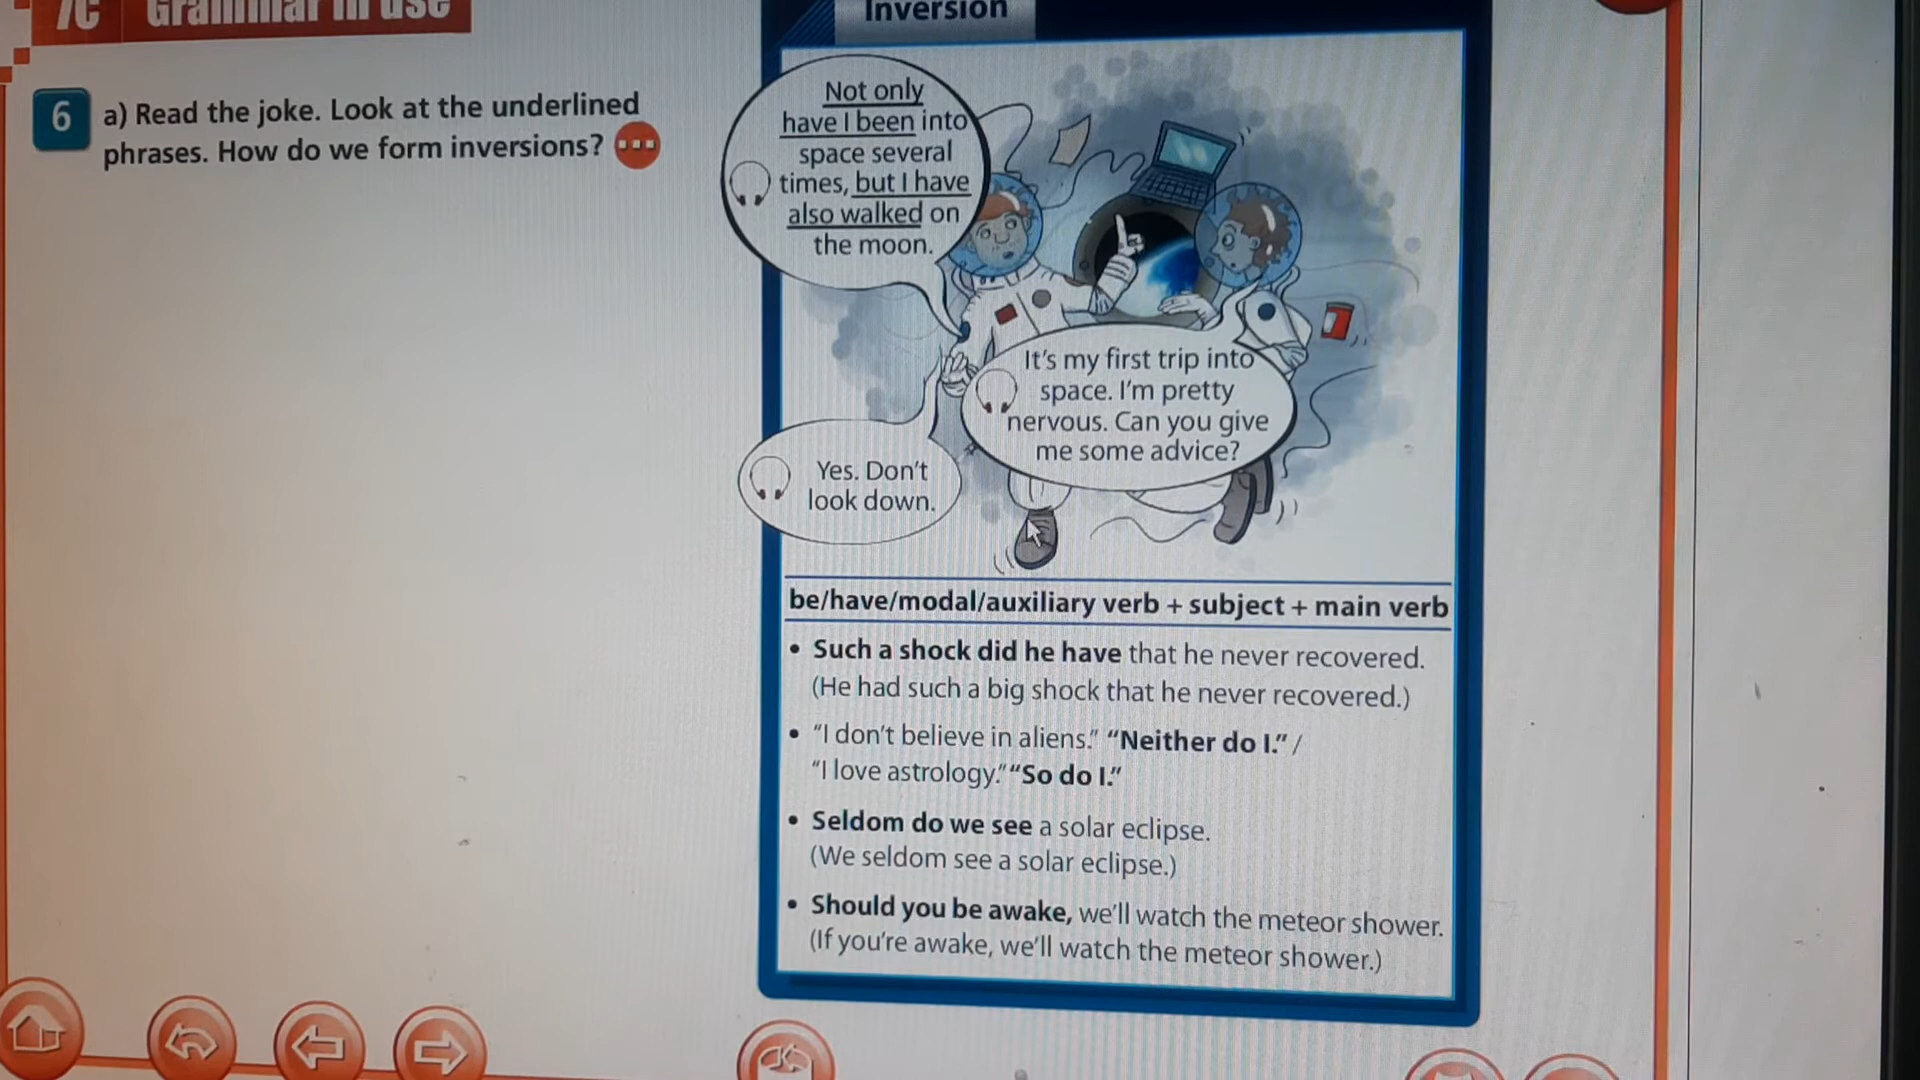 7C Grammar in use
6 a) Read the joke. Look at the underlined
phrases. How do we form inversions?
Inversion
Not only
have I been into
space several
times, but I have
also walked on
the moon.
It's my first trip into
space. I'm pretty
nervous. Can you give
me some advice?
Yes. Don't
look down.
be/have/modal/auxiliary verb + subject + main verb
• Such a shock did he have that he never recovered.
(He had such a big shock that he never recovered.)
• "I don't believe in aliens." "Neither do I." /
"I love astrology." "So do I."
• Seldom do we see a solar eclipse.
(We seldom see a solar eclipse.)
• Should you be awake, we'll watch the meteor shower.
(If you're awake, we'll watch the meteor shower.)